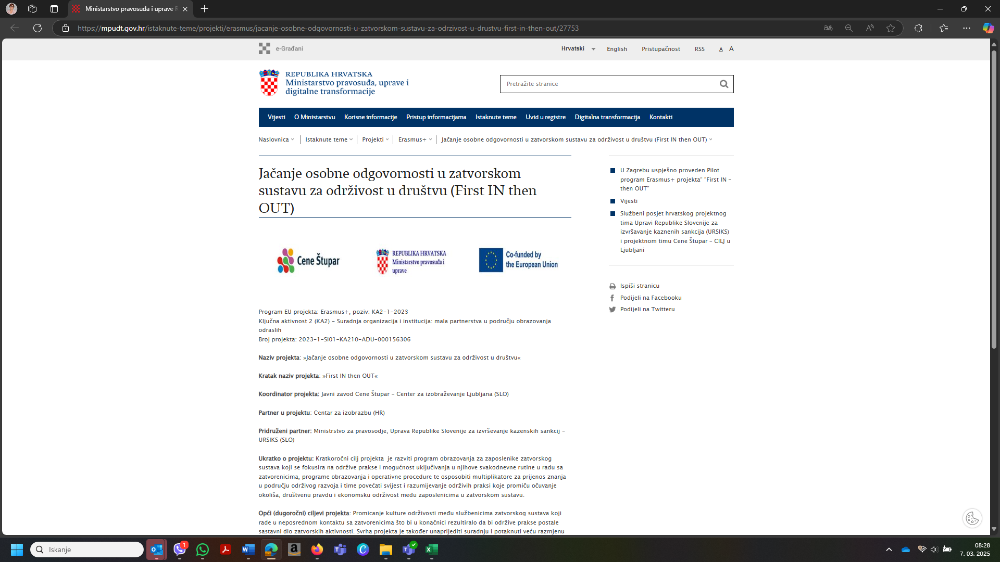 Ministarstvo pravosuđa i uprave R
https://mpudt.gov.hr/istaknute-teme/projekti/erasmus/jacanje-osobne-odgovornosti-u-zatvorskom-sustavu-za-odrzivost-u-drustvu-first-in-then-out/27753
e-Građani
Hrvatski English Pristupačnost RSS A A
REPUBLIKA HRVATSKA
Ministarstvo pravosuđa, uprave i
digitalne transformacije
Pretražite stranice
Vijesti O Ministarstvu Korisne informacije Pristup informacijama Istaknute teme Uvid u registre Digitalna transformacija Kontakti
Naslovnica Istaknute teme Projekti Erasmus+ Jačanje osobne odgovornosti u zatvorskom sustavu za održivost u društvu (First IN then OUT)
Jačanje osobne odgovornosti u zatvorskom
sustavu za održivost u društvu (First IN then
OUT)
Cene Štupar
REPUBLIKA HRVATSKA
Ministarstvo pravosuđa i
uprave
Co-funded by
the European Union
Program EU projekta: Erasmus+, poziv: KA2-1-2023
Ključna aktivnost 2 (KA2) – Suradnja organizacija i institucija: mala partnerstva u području obrazovanja
odraslih
Broj projekta: 2023-1-SI01-KA210-ADU-000156306
Naziv projekta: »Jačanje osobne odgovornosti u zatvorskom sustavu za održivost u društvu«
Kratak naziv projekta: »First IN then OUT«
Koordinator projekta: Javni zavod Cene Štupar – Center za izobraževanje Ljubljana (SLO)
Partner u projektu: Centar za izobrazbu (HR)
Pridruženi partner: Ministrstvo za pravosodje, Uprava Republike Slovenije za izvrševanje kazenskih sankcij –
URSIKS (SLO)
Ukratko o projektu: Kratkoročni cilj projekta  je razviti program obrazovanja za zaposlenike zatvorskog
sustava koji se fokusira na održive prakse i mogućnost uključivanja u njihove svakodnevne rutine u radu sa
zatvorenicima, programe obrazovanja i operativne procedure te osposobiti multiplikatore za prijenos znanja
u području održivog razvoja i time povećati svijest i razumijevanje održivih praksi koje promiču očuvanje
okoliša, društvenu pravdu i ekonomsku održivost među zaposlenicima u zatvorskom sustavu.
Opći (dugoročni) ciljevi projekta: Promicanje kulture održivosti među službenicima zatvorskog sustava koji
rade u neposrednom kontaktu sa zatvorenicima što bi u konačnici rezultiralo da bi održive prakse postale
sastavni dio zatvorskih aktivnosti. Svrha projekta je također unaprijediti suradnju i potaknuti veću razmjenu
U Zagrebu uspješno proveden Pilot
program Erasmus+ projekta" "First IN –
then OUT"
Vijesti
Službeni posjet hrvatskog projektnog
tima Upravi Republike Slovenije za
izvršavanje kaznenih sankcija (URSIKS)
i projektnom timu Cene Štupar – CILJ u
Ljubljani
Ispiši stranicu
Podijeli na Facebooku
Podijeli na Twitteru
Iskanje
1
08:28
7. 03. 2025